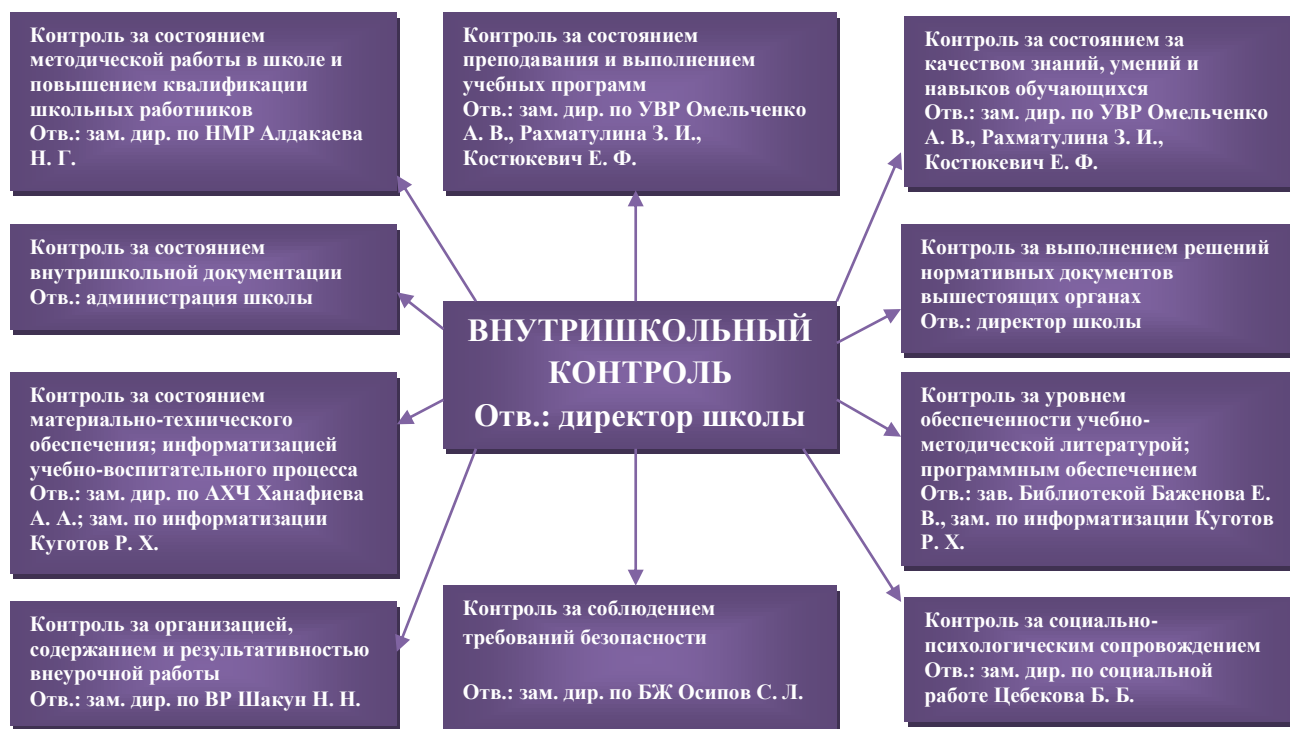 Контроль за состоянием
методической работы в школе и
повышением квалификации
школьных работников
Отв.: зам. дир. по НМР Алдакаева
Н. Г.
Контроль за состоянием
преподавания и выполнением
учебных программ
Отв.: зам. дир. по УВР Омельченко
А. В., Рахматулина З. И.,
Костюкевич Е. Ф.
Контроль за состоянием за
качеством знаний, умений и
навыков обучающихся
Отв.: зам. дир. по УВР Омельченко
А. В., Рахматулина З. И.,
Костюкевич Е. Ф.
Контроль за состоянием
внутришкольной документации
Отв.: администрация школы
Контроль за выполнением решений
нормативных документов
вышестоящих органах
Отв.: директор школы
ВНУТРИШКОЛЬНЫЙ
КОНТРОЛЬ
Отв.: директор школы
Контроль за состоянием
материально-технического
обеспечения; информатизацией
учебно-воспитательного процесса
Отв.: зам. дир. по АХЧ Ханафиева
А. А.; зам. по информатизации
Куготов Р. Х.
Контроль за уровнем
обеспеченности учебно-
методической литературой;
программным обеспечением
Отв.: зав. Библиотекой Баженова Е.
В., зам. по информатизации Куготов
Р. Х.
Контроль за организацией,
содержанием и результативностью
внеурочной работы
Отв.: зам. дир. по ВР Шакун Н. Н.
Контроль за соблюдением
требований безопасности
Отв.: зам. дир. по БЖ Осипов С. Л.
Контроль за социально-
психологическим сопровождением
Отв.: зам. дир. по социальной
работе Цебекова Б. Б.